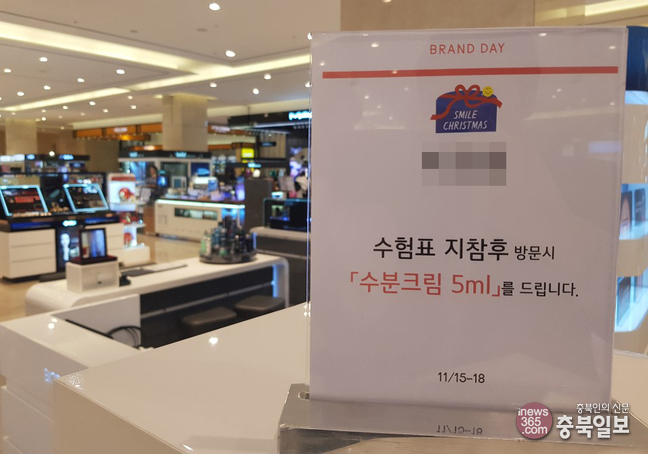 BRAND DAY
SMILE
CHRISTMAS
수험표 지참후 방문시
「수분크림 5ml」를 드립니다.
11/15-18
inews
365.com
충북인의 신문
충북일보